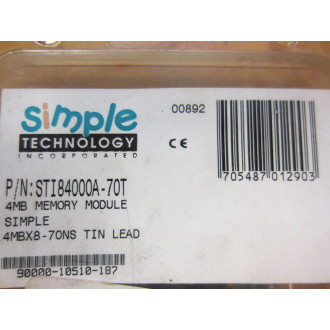 simple
TECHNOLOGY
INCORPORATED
00892
CE
705487 012903
P/N:STI84000A-70T
4MB MEMORY MODULE
SIMPLE
4MBX8-70NS TIN LEAD
90000-10510-187